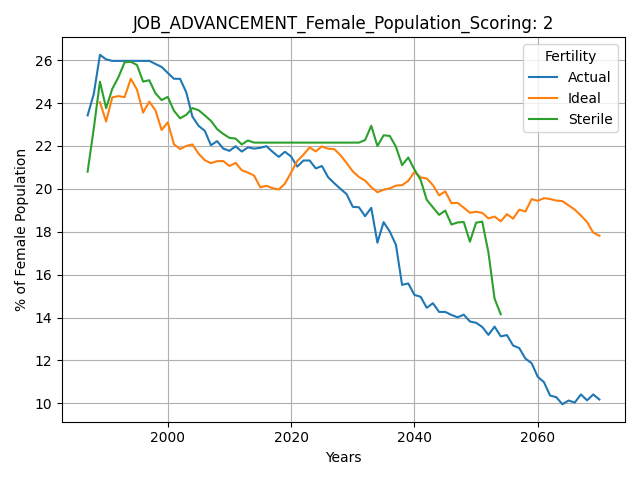 JOB_ADVANCEMENT_Female_Population_Scoring: 2
Fertility
Actual
Ideal
Sterile
% of Female Population
26
24
22
20
18
16
14
12
10
2000 2020 2040 2060
Years